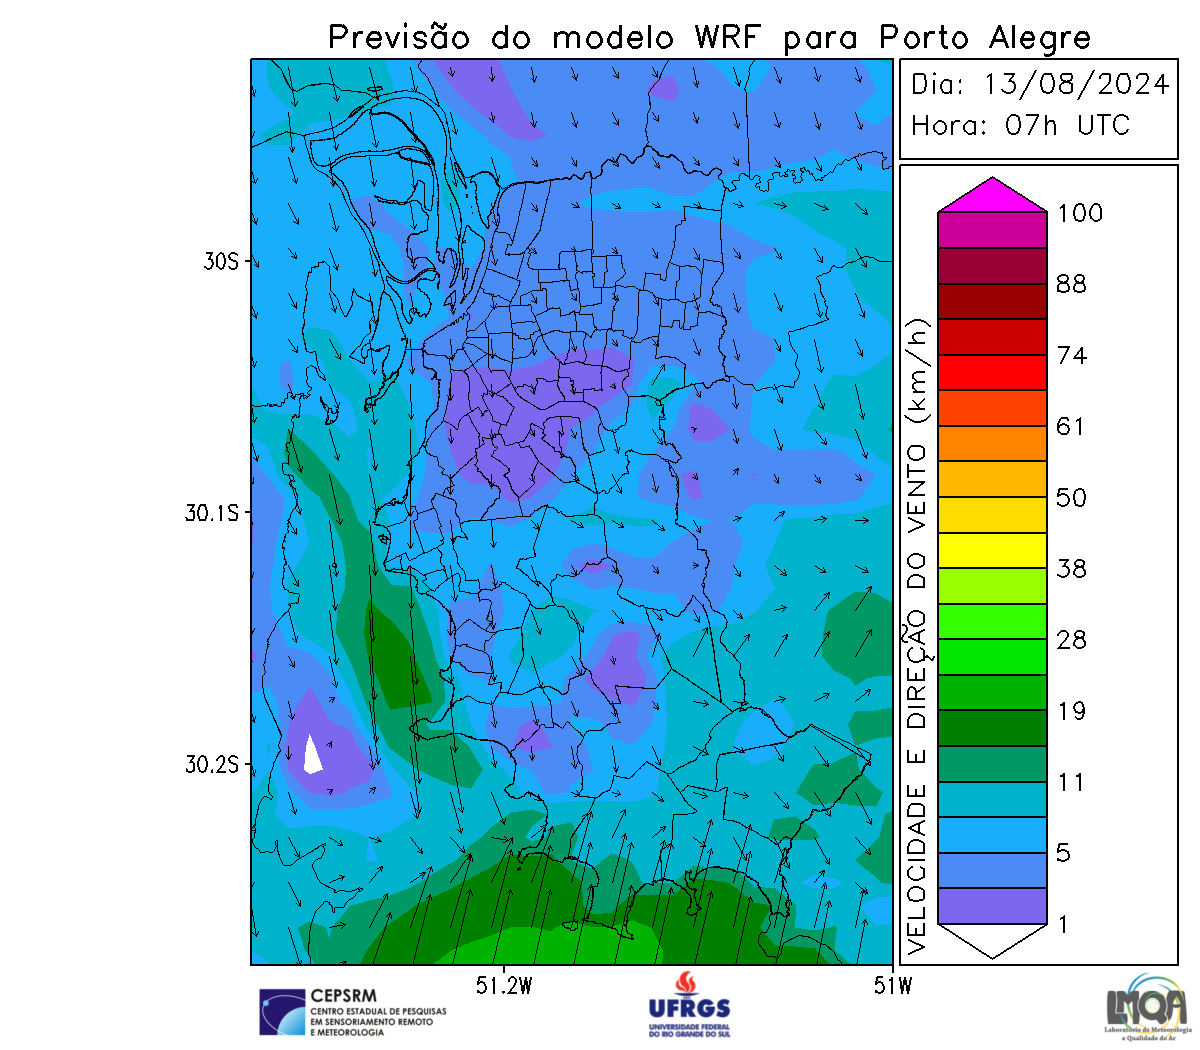 Previsão do modelo WRF para Porto Alegre
Dia: 13/08/2024
Hora: 07h UTC
30S
30.1S
30.2S
51.2W
51W
VELOCIDADE E DIREÇÃO DO VENTO (km/h)
100
88
74
61
50
38
28
19
11
5
1
CEPSRM
CENTRO ESTADUAL DE PESQUISAS
EM SENSORIAMENTO REMOTO
E METEOROLOGIA
UFRGS
UNIVERSIDADE FEDERAL
DO RIO GRANDE DO SUL
LMQA
Laboratório de Meteorologia
e Qualidade do Ar